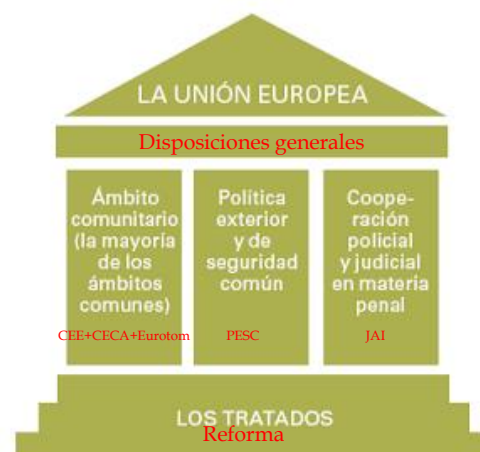 LA UNIÓN EUROPEA
Disposiciones generales
Ámbito
comunitario
(la mayoría
de los
ámbitos
comunes)
CEE+CECA+Eurotom
Política
exterior
y de
seguridad
común
PESC
Coope-
ración
policial
y judicial
en materia
penal
JAI
LOS TRATADOS
Reforma